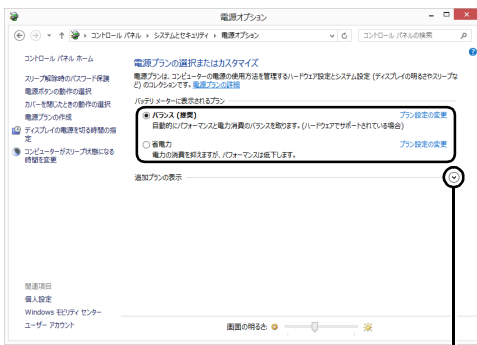 電源オプション
コントロール パネル ▸ システムとセキュリティ ▸ 電源オプション
コントロール パネルの検索
コントロール パネル ホーム
スリープ解除時のパスワード保護
電源ボタンの動作の選択
カバーを閉じたときの動作の選択
電源プランの作成
ディスプレイの電源を切る時間の指
定
コンピューターがスリープ状態になる
時間を変更
電源プランの選択またはカスタマイズ
電源プランは、コンピューターの電源の使用方法を管理するハードウェア設定とシステム設定 (ディスプレイの明るさやスリープな
ど) のコレクションです。電源プランの詳細
バッテリ メーターに表示されるプラン
バランス (推奨) プラン設定の変更
自動的にパフォーマンスと電力消費のバランスを取ります。(ハードウェアでサポートされている場合)
省電力 プラン設定の変更
電力の消費を抑えますが、パフォーマンスは低下します。
追加プランの表示
関連項目
個人設定
Windows モビリティ センター
ユーザー アカウント
画面の明るさ: